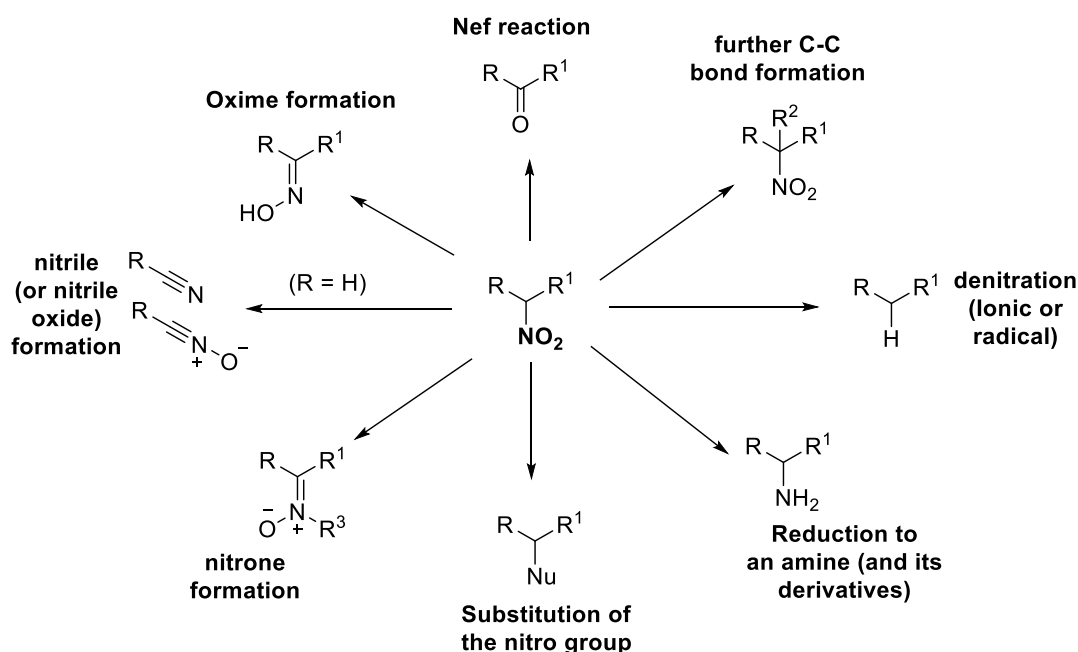 Nef reaction
R R¹
O
further C-C
bond formation
R² 
R R¹
NO₂
Oxime formation
R R¹
N
HO
nitrile
(or nitrile
oxide)
formation
R
N
R
N
+
O⁻
(R = H)
R R¹
NO₂
R R¹
H
denitration
(Ionic or
radical)
R R¹
⁻
O N
+
R³
nitrone
formation
R R¹
Nu
Substitution of
the nitro group
R R¹
NH₂
Reduction to
an amine (and its
derivatives)